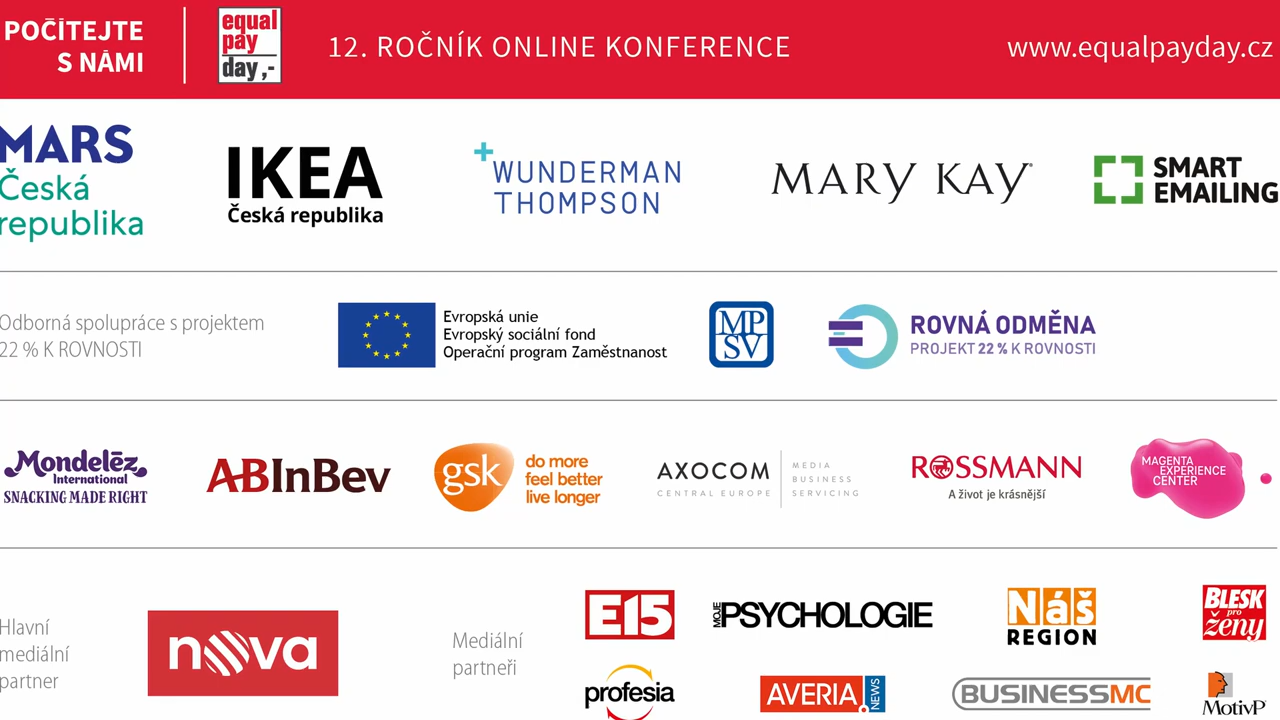 POČÍTEJTE
S NÁMI
equal
pay
day,-
12. ROČNÍK ONLINE KONFERENCE
www.equalpayday.cz
MARS
Česká
republika
IKEA
Česká republika
WUNDERMAN
THOMPSON
MARY KAY®
SMART
EMAILING
Odborná spolupráce s projektem
22 % K ROVNOSTI
Evropská unie
Evropský sociální fond
Operační program Zaměstnanost
MP
SV
ROVNÁ ODMĚNA
PROJEKT 22 % K ROVNOSTI
Mondelēz
International
SNACKING MADE RIGHT
ABInBev
gsk
do more
feel better
live longer
AXOCOM
CENTRAL EUROPE
MEDIA
BUSINESS
SERVICING
ROSSMANN
A život je krásnější
MAGENTA
EXPERIENCE
CENTER
Hlavní
mediální
partner
nova
Mediální
partneři
E15
MOJE PSYCHOLOGIE
Náš
REGION
BLESK
pro
ženy
profesia
AVERIA.NEWS
BUSINESSMC
MotivP